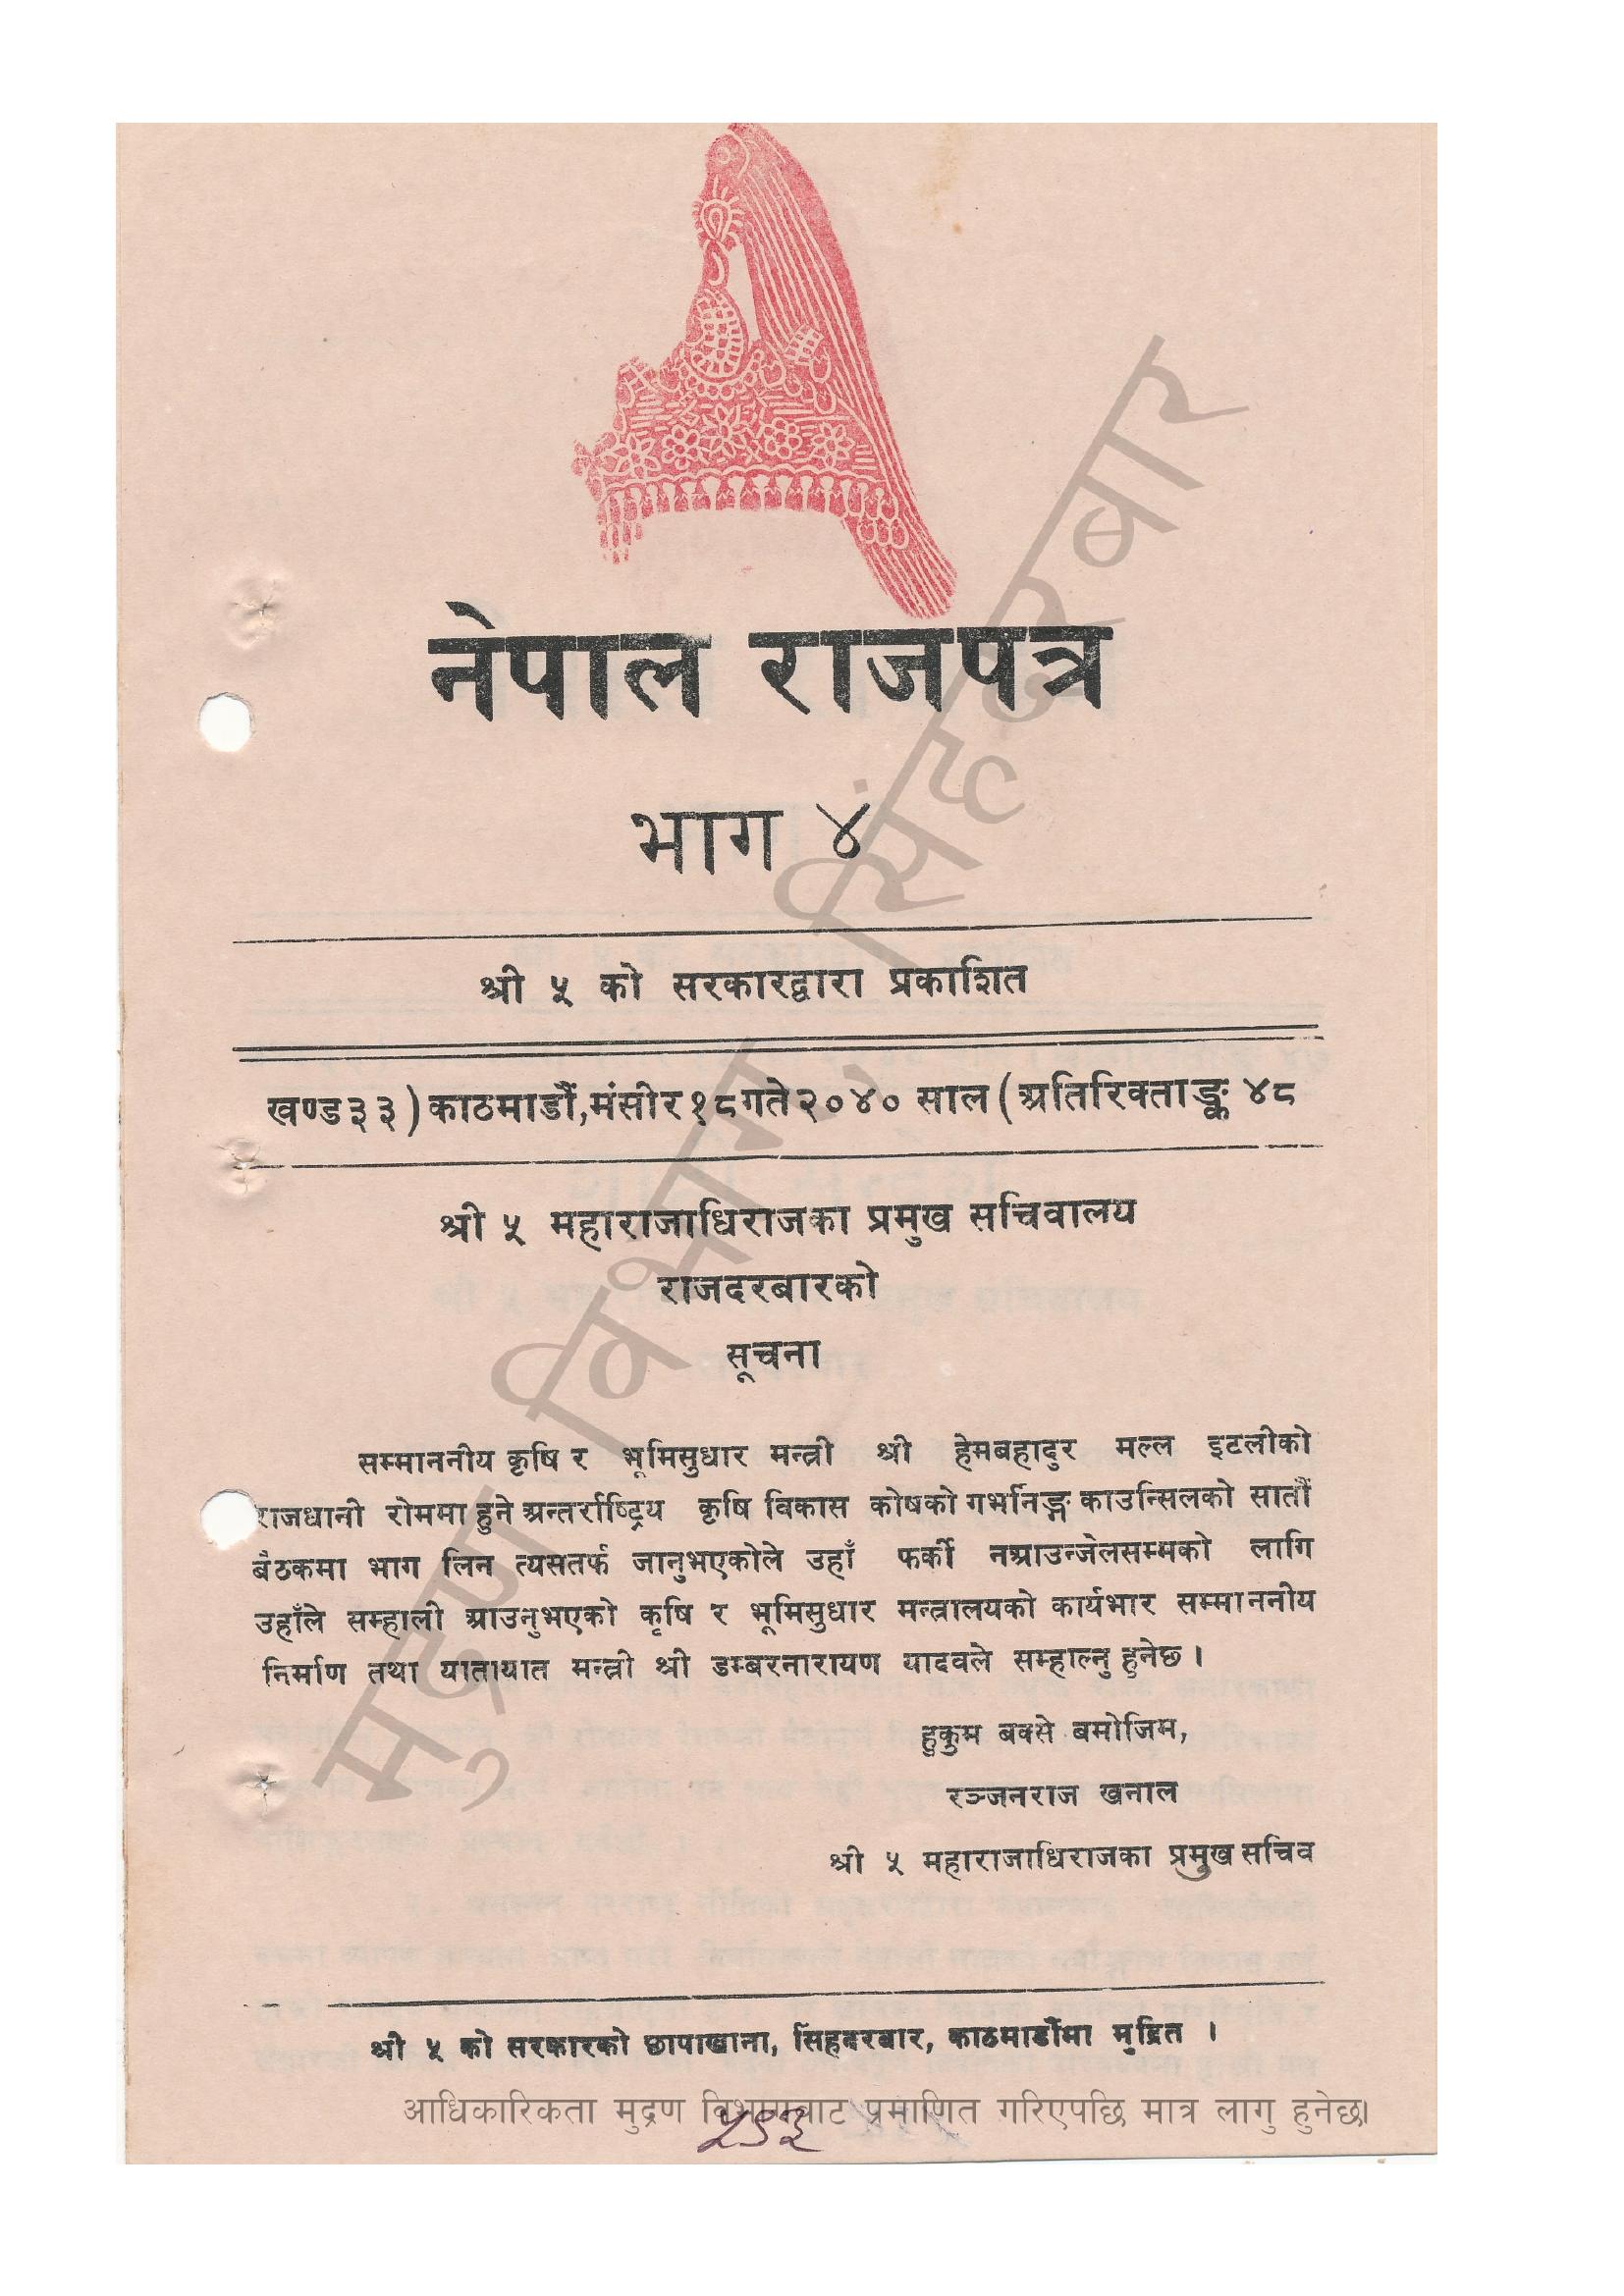 नेपाल राजपत्र
भाग ४
श्री ५ को सरकारद्वारा प्रकाशित
खण्ड ३३ ) काठमाडौं, मंसीर १८ गते २०४० साल ( अतिरिक्ताङ्क ४८
श्री ५ महाराजाधिराजका प्रमुख सचिवालय
राजदरबारको
सूचना
सम्माननीय कृषि र भूमिसुधार मन्त्री श्री हेमबहादुर मल्ल इटलीको
राजधानी रोममा हुने अन्तर्राष्ट्रिय कृषि विकास कोषको गर्भनिङ्ग काउन्सिलको सातौं
बैठकमा भाग लिन त्यसतर्फ जानुभएकोले उहाँ फर्की नआउन्जेलसम्मको लागि
उहाँले सम्हाली आउनुभएको कृषि र भूमिसुधार मन्त्रालयको कार्यभार सम्माननीय
निर्माण तथा यातायात मन्त्री श्री डम्बरनारायण यादवले सम्हाल्नु हुनेछ ।
हुकुम बक्से बमोजिम,
रञ्जनराज खनाल
श्री ५ महाराजाधिराजका प्रमुख सचिव
श्री ५ को सरकारको छापाखाना, सिंहदरबार, काठमाडौंमा मुद्रित ।
आधिकारिकता मुद्रण विभागबाट प्रमाणित गरिएपछि मात्र लागु हुनेछ।
मुद्रण विभाग, सिंहदरबार